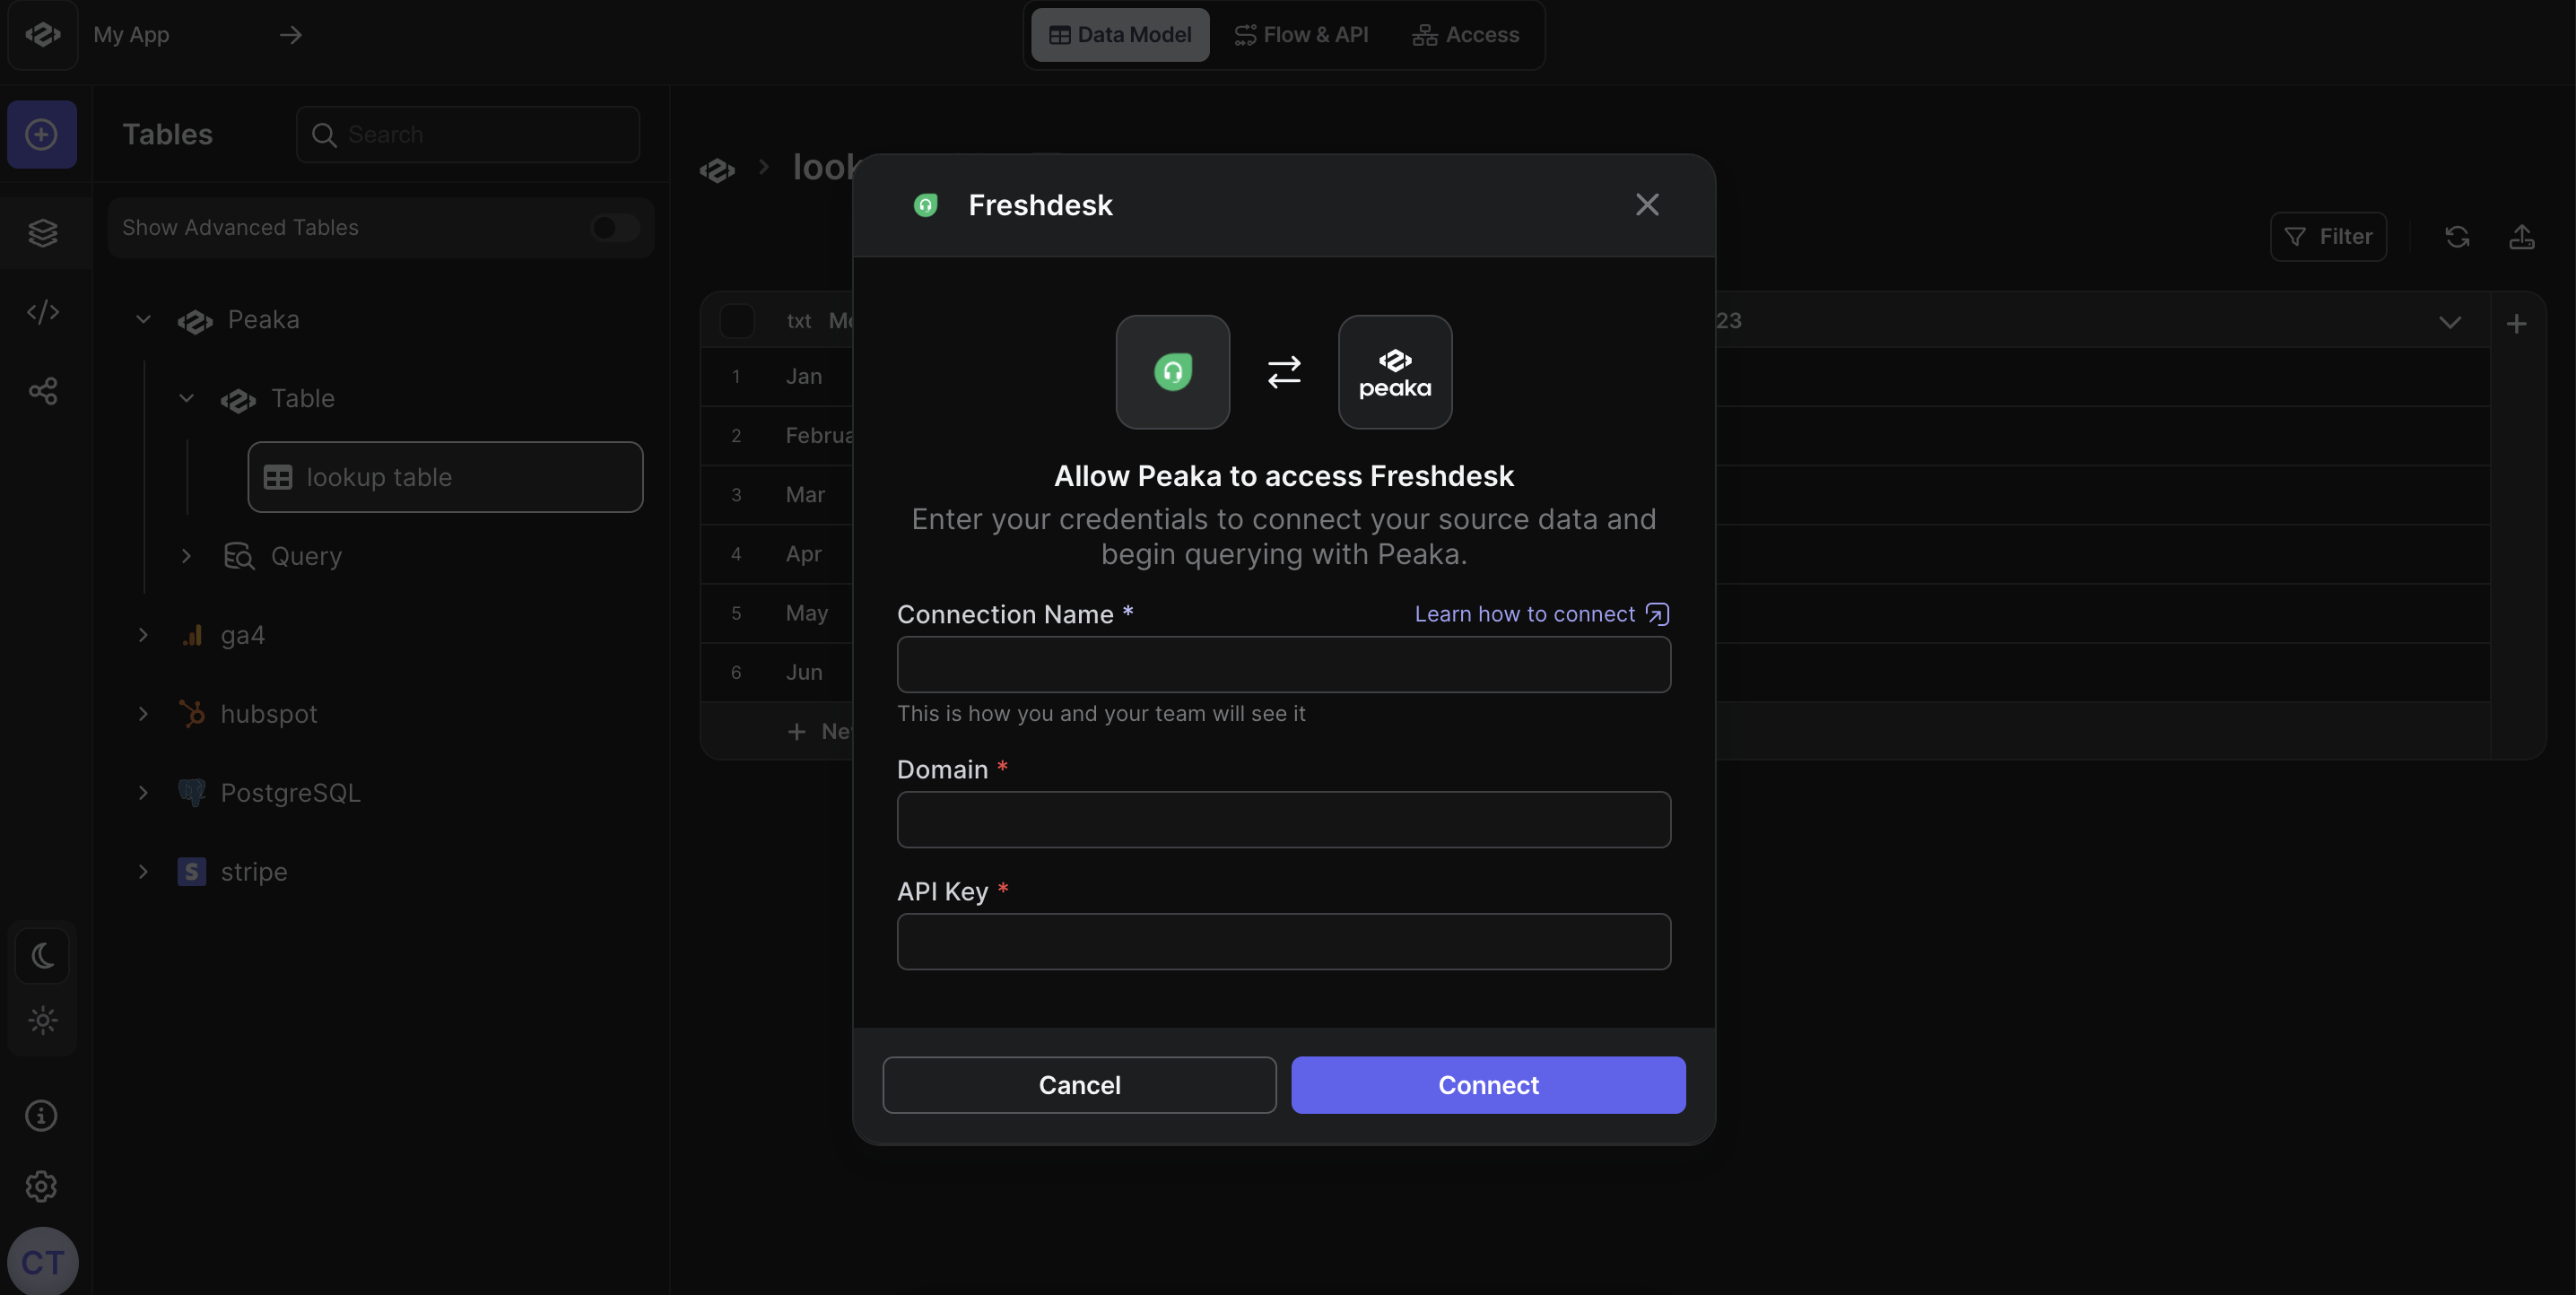 My App
Data Model
Flow & API
Access
Tables
Search
Show Advanced Tables
Peaka
Table
lookup table
Query
ga4
hubspot
PostgreSQL
S stripe
CT
Filter
txt
23
1 Jan
2
3 Mar
4 Apr
5 May
6 Jun
Freshdesk
peaka
Allow Peaka to access Freshdesk
Enter your credentials to connect your source data and
begin querying with Peaka.
Connection Name *
Learn how to connect
This is how you and your team will see it
Domain *
API Key *
Cancel
Connect